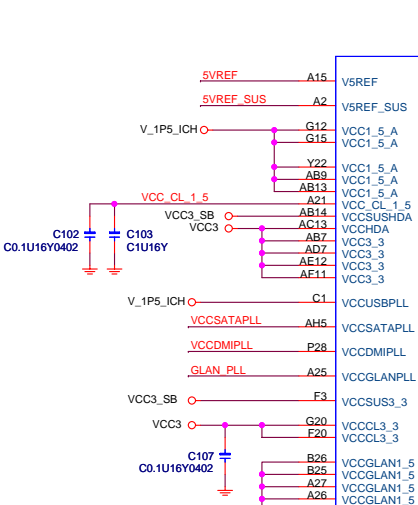 5VREF A15 V5REF
5VREF_SUS A2 V5REF_SUS
V_1P5_ICH G12 VCC1_5_A
G15 VCC1_5_A
Y22 VCC1_5_A
AB9 VCC1_5_A
AB13 VCC1_5_A
VCC_CL_1_5 A21 VCC_CL_1_5
VCC3_SB AB14 VCCSUSHDA
VCC3 AC13 VCCHDA
AB7 VCC3_3
AD7 VCC3_3
AE12 VCC3_3
AF11 VCC3_3
C102 C103
C0.1U16Y0402 C1U16Y
V_1P5_ICH C1 VCCUSBPLL
VCCSATAPLL AH5 VCCSATAPLL
VCCDMIPLL P28 VCCDMIPLL
GLAN_PLL A25 VCCGLANPLL
VCC3_SB F3 VCCSUS3_3
VCC3 G20 VCCCL3_3
F20 VCCCL3_3
C107
C0.1U16Y0402
B26 VCCGLAN1_5
B25 VCCGLAN1_5
A27 VCCGLAN1_5
A26 VCCGLAN1_5